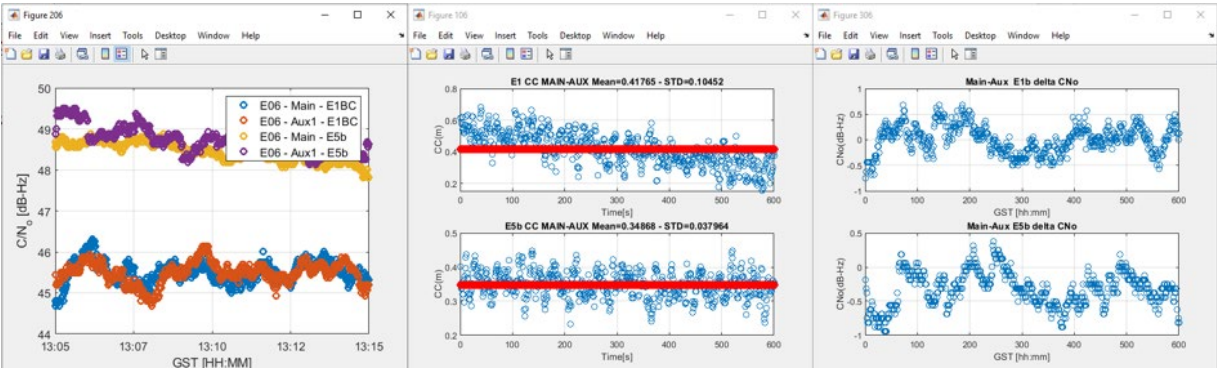 Figure 206
File Edit View Insert Tools Desktop Window Help
50
49
48
46
45
44
C/No [dB-Hz]
E06 - Main - E1BC
E06 - Aux1 - E1BC
E06 - Main - E5b
E06 - Aux1 - E5b
13:05 13:07 13:10 13:12 13:15
GST [HH:MM]
Figure 106
File Edit View Insert Tools Desktop Window Help
E1 CC MAIN-AUX Mean=0.41765 - STD=0.10452
0.8
0.6
0.4
0.2
CC(m)
0 100 200 300 400 500 600
Time[s]
E5b CC MAIN-AUX Mean=0.34868 - STD=0.037964
0.5
0.4
0.3
0.2
CC(m)
0 100 200 300 400 500 600
Time[s]
Figure 306
File Edit View Insert Tools Desktop Window Help
Main-Aux E1b delta CNo
1
0.5
0
-0.5
-1
CNo(dB-Hz)
0 100 200 300 400 500 600
GST [hh:mm]
Main-Aux E5b delta CNo
0.5
0
-0.5
-1
CNo(dB-Hz)
0 100 200 300 400 500 600
GST [hh:mm]